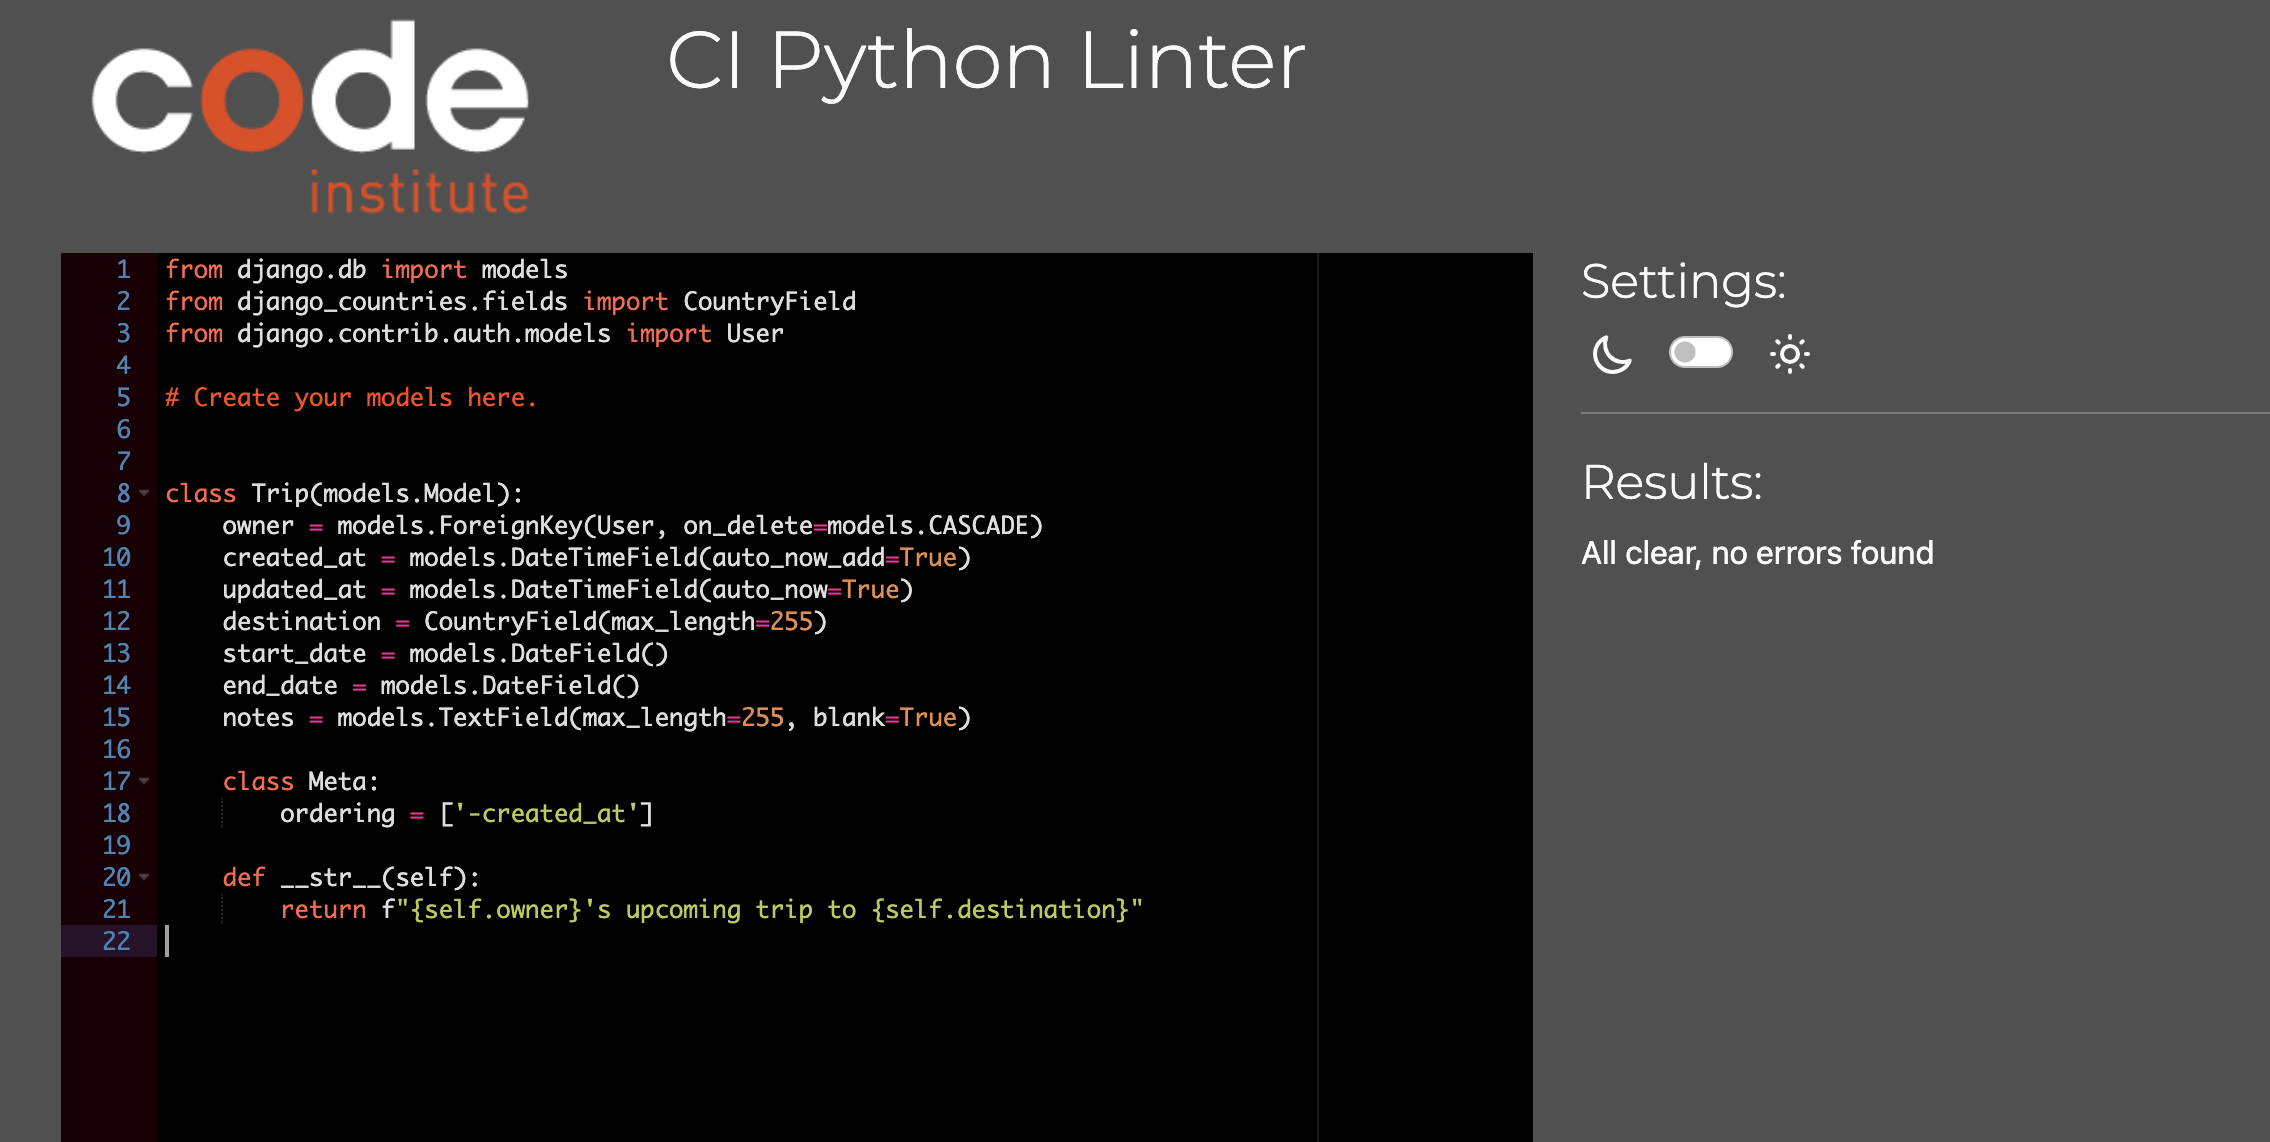 code
institute
CI Python Linter
1 from django.db import models
2 from django_countries.fields import CountryField
3 from django.contrib.auth.models import User
4
5 # Create your models here.
6
7
8 class Trip(models.Model):
9     owner = models.ForeignKey(User, on_delete=models.CASCADE)
10     created_at = models.DateTimeField(auto_now_add=True)
11     updated_at = models.DateTimeField(auto_now=True)
12     destination = CountryField(max_length=255)
13     start_date = models.DateField()
14     end_date = models.DateField()
15     notes = models.TextField(max_length=255, blank=True)
16
17     class Meta:
18         ordering = ['-created_at']
19
20     def __str__(self):
21         return f"{self.owner}'s upcoming trip to {self.destination}"
22
Settings:
Results:
All clear, no errors found